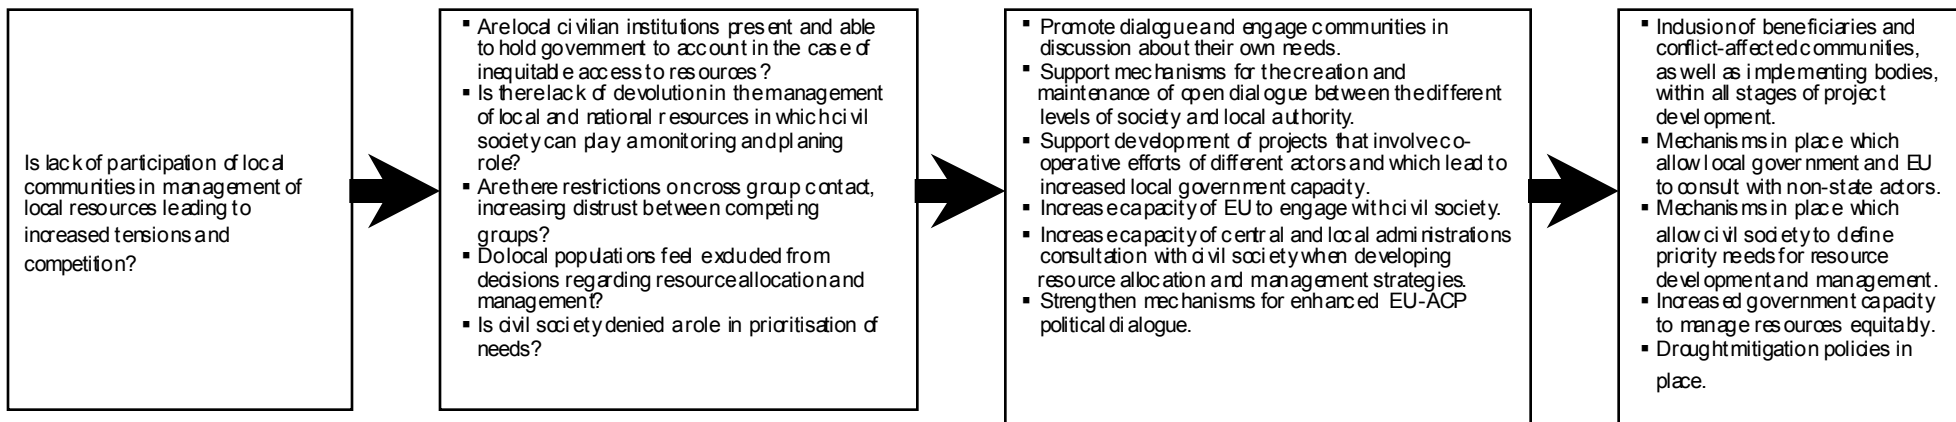 Is lack of participation of local
communities in management of
local resources leading to
increased tensions and
competition?
▪ Are local civilian institutions present and able
to hold government to account in the case of
inequitable access to resources?
▪ Is there lack of devolution in the management
of local and national resources in which civil
society can play a monitoring and planing
role?
▪ Are there restrictions on cross group contact,
increasing distrust between competing
groups?
▪ Do local populations feel excluded from
decisions regarding resource allocation and
management?
▪ Is civil society denied a role in prioritisation of
needs?
▪ Promote dialogue and engage communities in
discussion about their own needs.
▪ Support mechanisms for the creation and
maintenance of open dialogue between the different
levels of society and local authority.
▪ Support development of projects that involve co-
operative efforts of different actors and which lead to
increased local government capacity.
▪ Increase capacity of EU to engage with civil society.
▪ Increase capacity of central and local administrations
consultation with civil society when developing
resource allocation and management strategies.
▪ Strengthen mechanisms for enhanced EU-ACP
political dialogue.
▪ Inclusion of beneficiaries and
conflict-affected communities,
as well as implementing bodies,
within all stages of project
development.
▪ Mechanisms in place which
allow local government and EU
to consult with non-state actors.
▪ Mechanisms in place which
allow civil society to define
priority needs for resource
development and management.
▪ Increased government capacity
to manage resources equitably.
▪ Drought mitigation policies in
place.